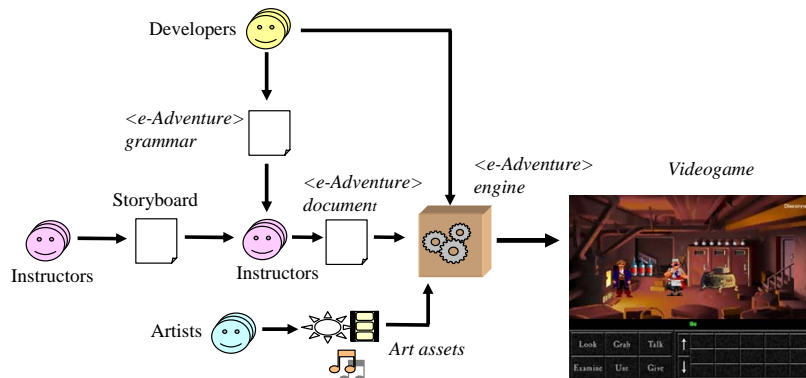 Developers
<e-Adventure>
grammar
<e-Adventure>
engine
Videogame
Storyboard
<e-Adventure>
document
Instructors
Instructors
Artists
Art assets
Look Grab Talk
Examine Use Give